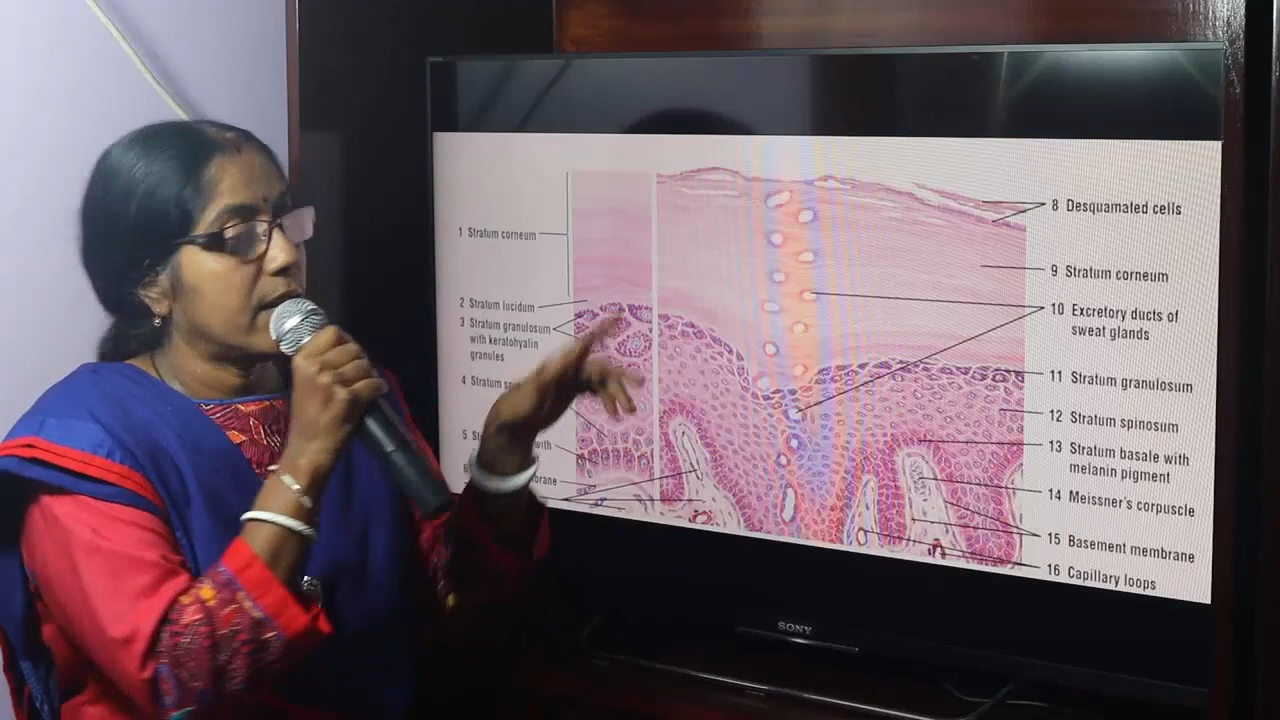 1 Stratum corneum
2 Stratum lucidum
3 Stratum granulosum
with keratohyalin
granules
4 Stratum
5
with
8 Desquamated cells
9 Stratum corneum
10 Excretory ducts of
sweat glands
11 Stratum granulosum
12 Stratum spinosum
13 Stratum basale with
melanin pigment
14 Meissner's corpuscle
15 Basement membrane
16 Capillary loops
SONY